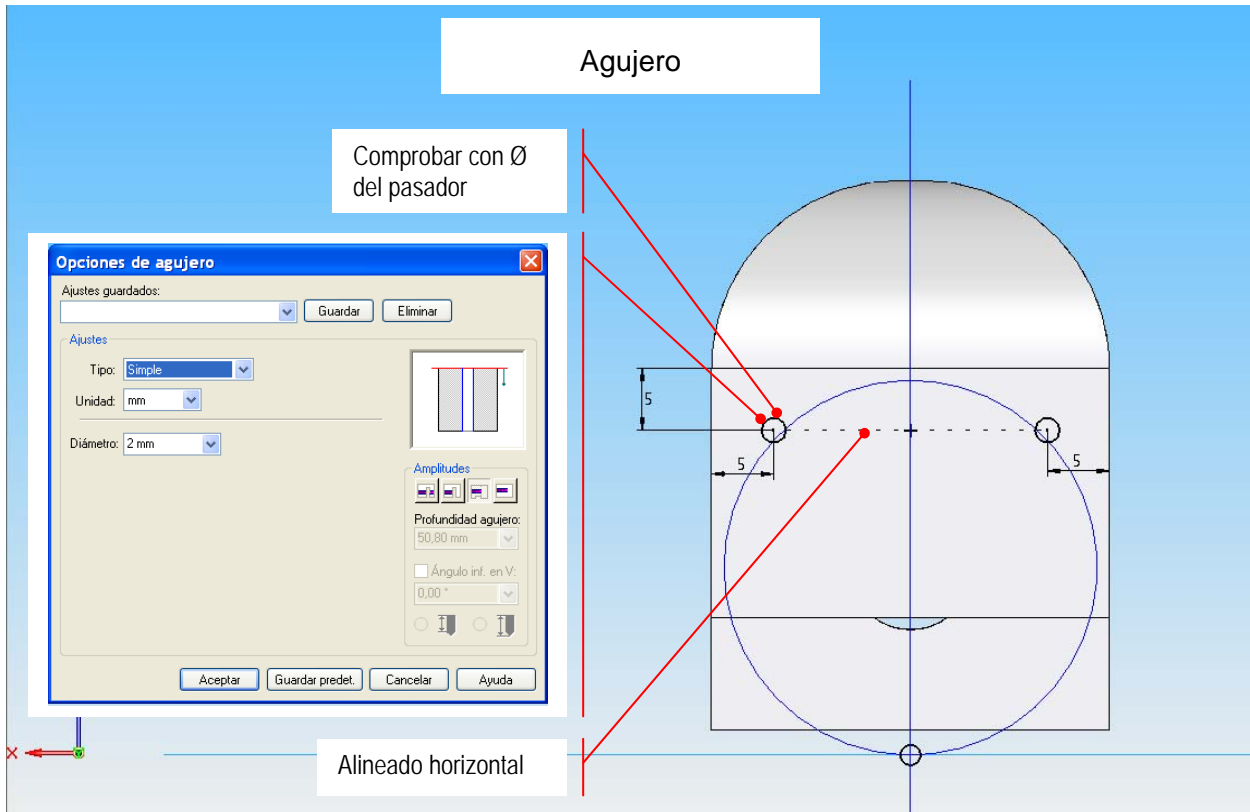 Agujero
Comprobar con Ø
del pasador
Opciones de agujero
Ajustes guardados:
Guardar
Eliminar
Ajustes
Tipo: Simple
Unidad: mm
Diámetro: 2 mm
Amplitudes
Profundidad agujero:
50,80 mm
Ángulo inf. en V:
0,00 °
Aceptar
Guardar predet.
Cancelar
Ayuda
5
5
5
Alineado horizontal
X